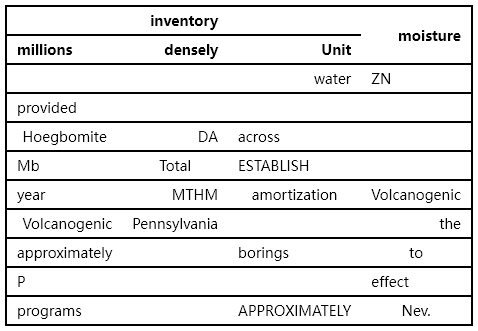 inventory moisture
millions densely Unit
water ZN
provided
Hoegbomite DA across
Mb Total ESTABLISH
year MTHM amortization Volcanogenic
Volcanogenic Pennsylvania the
approximately borings to
P effect
programs APPROXIMATELY Nev.